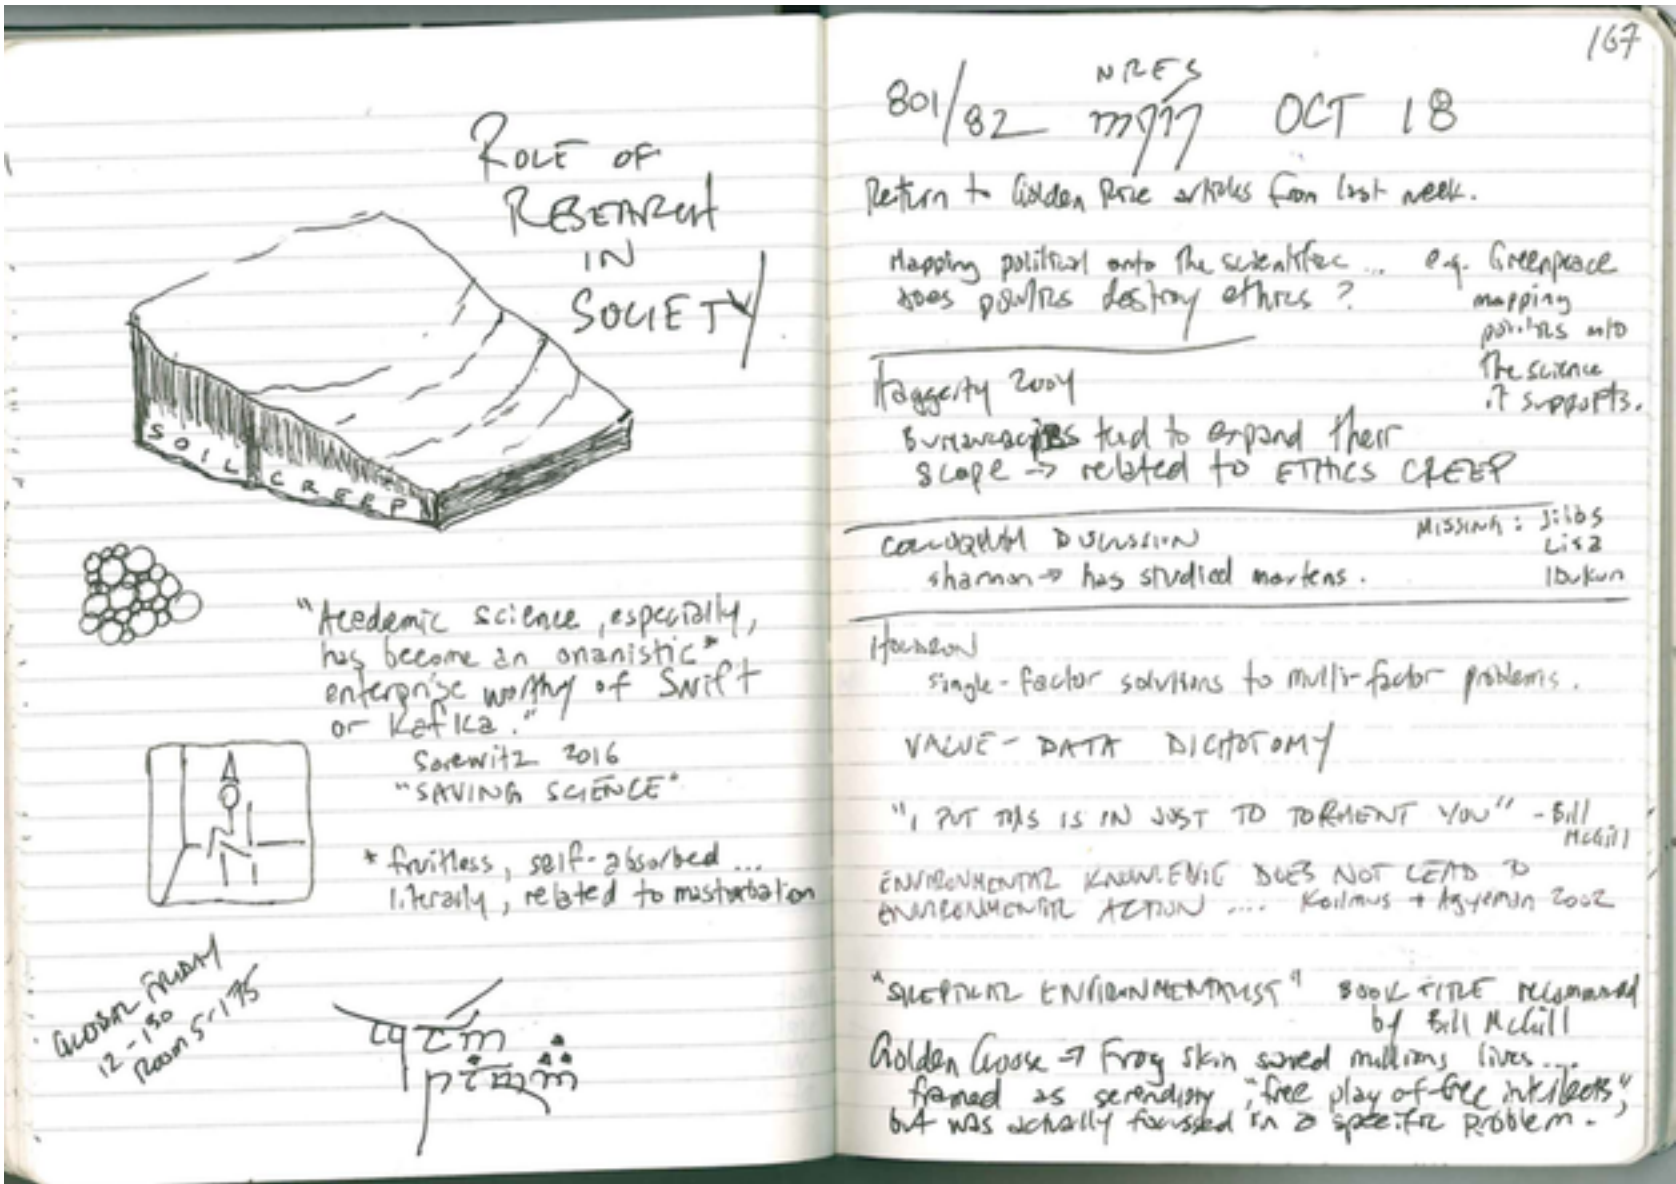 ROLE OF
RESEARCH
IN
SOCIETY
SOIL CREEP
"Academic science, especially,
has become an onanistic*
enterprise worthy of Swift
or Kafka."
Sarewitz 2016
"SAVING SCIENCE"
* fruitless, self-absorbed ...
literally, related to masturbation
GLOBAL FRIDAY
12-130
Room 5-175
167
801/82 NRES OCT 18
Return to Golden Rice articles from last week.
Mapping political onto the scientific ...
does politics destroy ethics ?
e.g. Greenpeace
mapping
politics onto
the science
it supports.
Haggerty 2004
Bureaucracies tend to expand their
scope → related to ETHICS CREEP
COLLOQUIUM DISCUSSION
shannon → has studied martens.
MISSING: 
Lisa
Ibukun
single-factor solutions to multi-factor problems.
VALUE - DATA DICHOTOMY
"I PUT THIS IS IN JUST TO TORMENT YOU" - Bill
McGill
ENVIRONMENTAL KNOWLEDGE DOES NOT LEAD TO
ENVIRONMENTAL ACTION .... Kollmus + Agyeman 2002
"SKEPTICAL ENVIRONMENTALIST" BOOK TITLE recommend
by Bill McGill
Golden Goose → Frog skin saved millions lives ....
framed as serendipity, "free play of free intellects",
but was actually focussed on a specific problem.